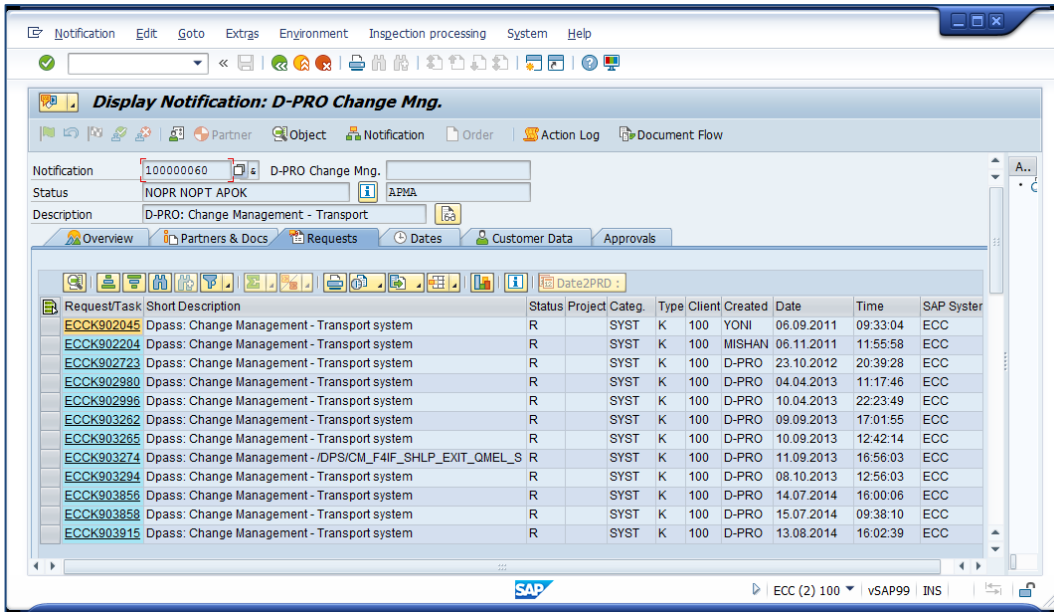 Notification Edit Goto Extras Environment Inspection processing System Help
Display Notification: D-PRO Change Mng.
Partner Object Notification Order Action Log Document Flow
Notification 100000060 D-PRO Change Mng.
Status NOPR NOPT APOK APMA
Description D-PRO: Change Management - Transport
A..
Overview Partners & Docs Requests Dates Customer Data Approvals
Date2PRD :
Request/Task Short Description Status Project Categ. Type Client Created Date Time SAP System
ECCK902045 Dpass: Change Management - Transport system R SYST K 100 YONI 06.09.2011 09:33:04 ECC
ECCK902204 Dpass: Change Management - Transport system R SYST K 100 MISHAN 06.11.2011 11:55:58 ECC
ECCK902723 Dpass: Change Management - Transport system R SYST K 100 D-PRO 23.10.2012 20:39:28 ECC
ECCK902980 Dpass: Change Management - Transport system R SYST K 100 D-PRO 04.04.2013 11:17:46 ECC
ECCK902996 Dpass: Change Management - Transport system R SYST K 100 D-PRO 10.04.2013 22:23:49 ECC
ECCK903262 Dpass: Change Management - Transport system R SYST K 100 D-PRO 09.09.2013 17:01:55 ECC
ECCK903265 Dpass: Change Management - Transport system R SYST K 100 D-PRO 10.09.2013 12:42:14 ECC
ECCK903274 Dpass: Change Management - /DPS/CM_F4IF_SHLP_EXIT_QMEL_S R SYST K 100 D-PRO 11.09.2013 16:56:03 ECC
ECCK903294 Dpass: Change Management - Transport system R SYST K 100 D-PRO 08.10.2013 12:56:03 ECC
ECCK903856 Dpass: Change Management - Transport system R SYST K 100 D-PRO 14.07.2014 16:00:06 ECC
ECCK903858 Dpass: Change Management - Transport system R SYST K 100 D-PRO 15.07.2014 09:38:10 ECC
ECCK903915 Dpass: Change Management - Transport system R SYST K 100 D-PRO 13.08.2014 16:02:39 ECC
SAP ECC (2) 100 vSAP99 INS